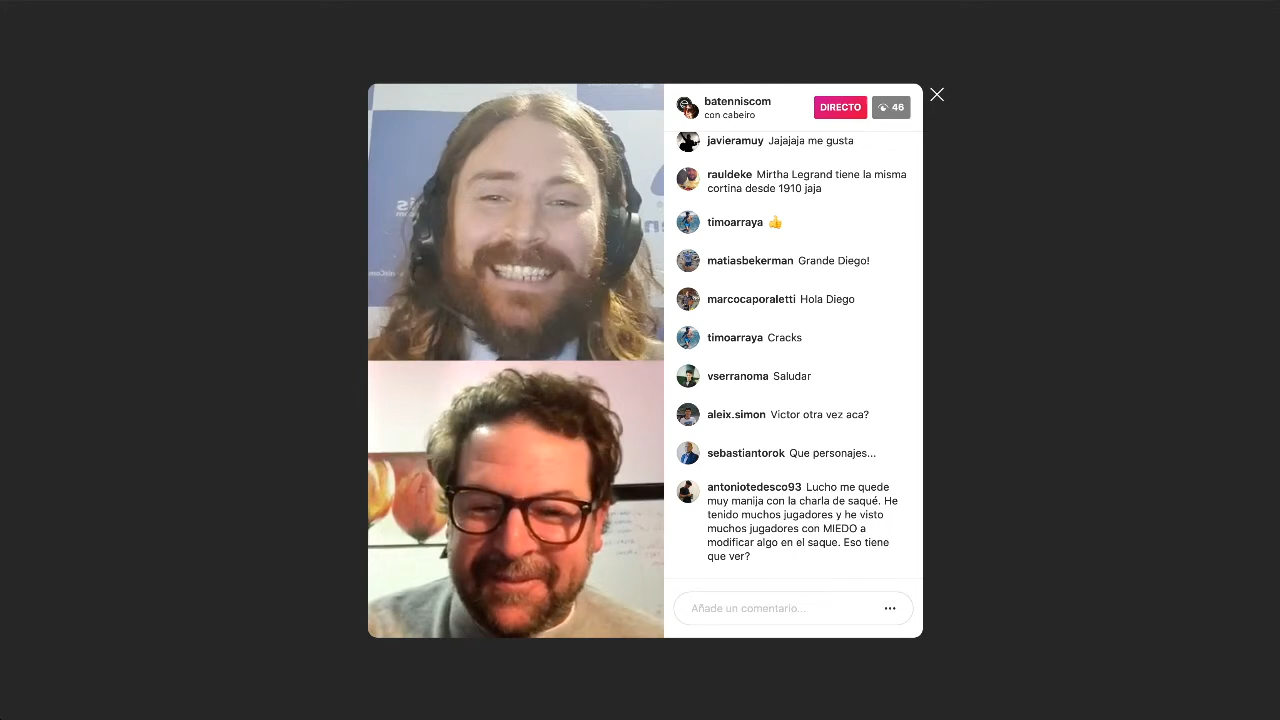 batenniscom
con cabeiro
DIRECTO
46
javieramuy Jajajaja me gusta
rauldeke Mirtha Legrand tiene la misma
cortina desde 1910 jaja
timoarraya 👍
matiasbekerman Grande Diego!
marcocaporaletti Hola Diego
timoarraya Cracks
vserranoma Saludar
aleix.simon Victor otra vez aca?
sebastiantorok Que personajes...
antoniotedesco93 Lucho me quede
muy manija con la charla de saqué. He
tenido muchos jugadores y he visto
muchos jugadores con MIEDO a
modificar algo en el saque. Eso tiene
que ver?
Añade un comentario...